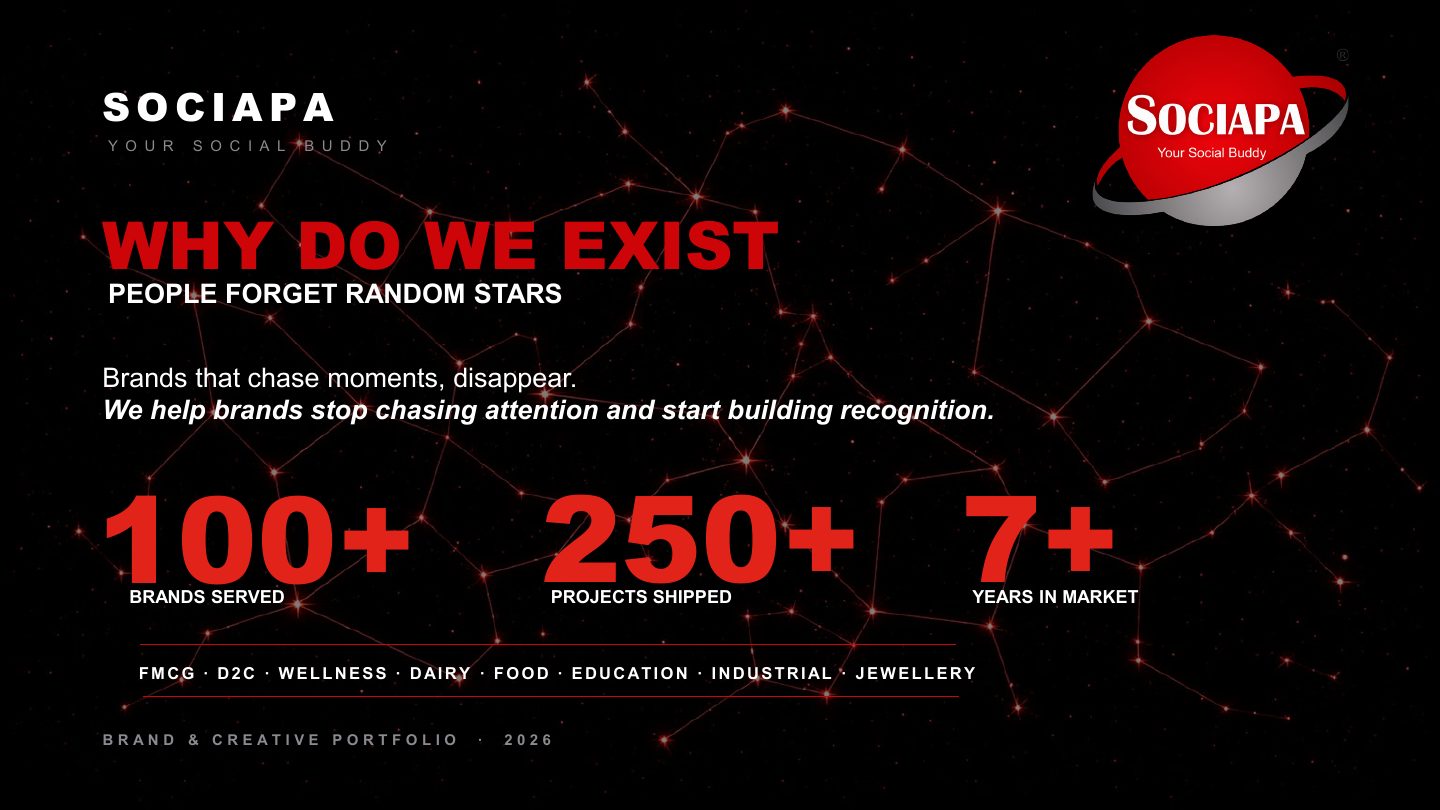 SOCIAPA
YOUR SOCIAL BUDDY
®
SOCIAPA
Your Social Buddy
WHY DO WE EXIST
PEOPLE FORGET RANDOM STARS
Brands that chase moments, disappear.
We help brands stop chasing attention and start building recognition.
100+ 250+ 7+
BRANDS SERVED PROJECTS SHIPPED YEARS IN MARKET
FMCG · D2C · WELLNESS · DAIRY · FOOD · EDUCATION · INDUSTRIAL · JEWELLERY
BRAND & CREATIVE PORTFOLIO · 2026